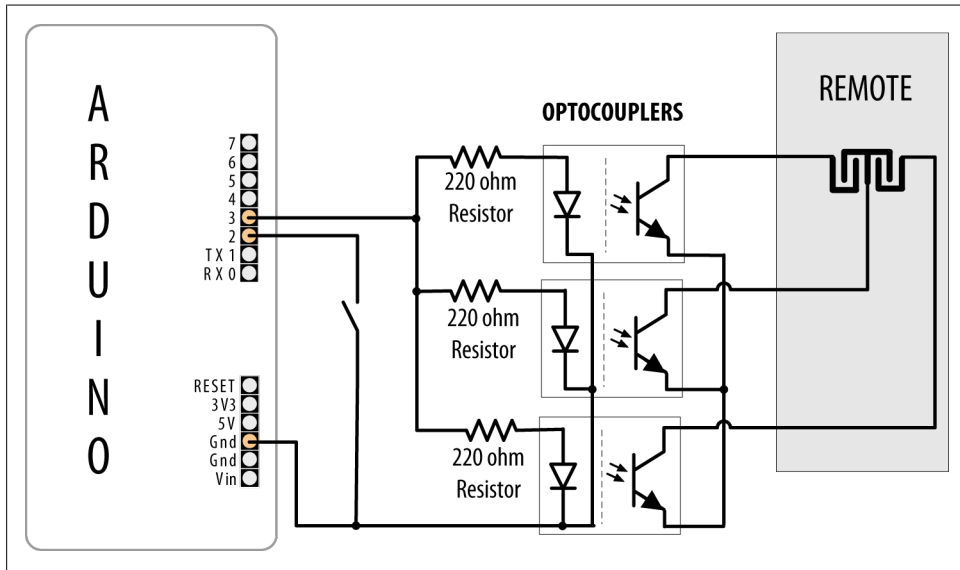 ARDUINO
7
6
5
4
3
2
TX 1
RX 0
RESET
3V3
5V
Gnd
Gnd
Vin
220 ohm
Resistor
220 ohm
Resistor
220 ohm
Resistor
OPTOCOUPLERS
REMOTE